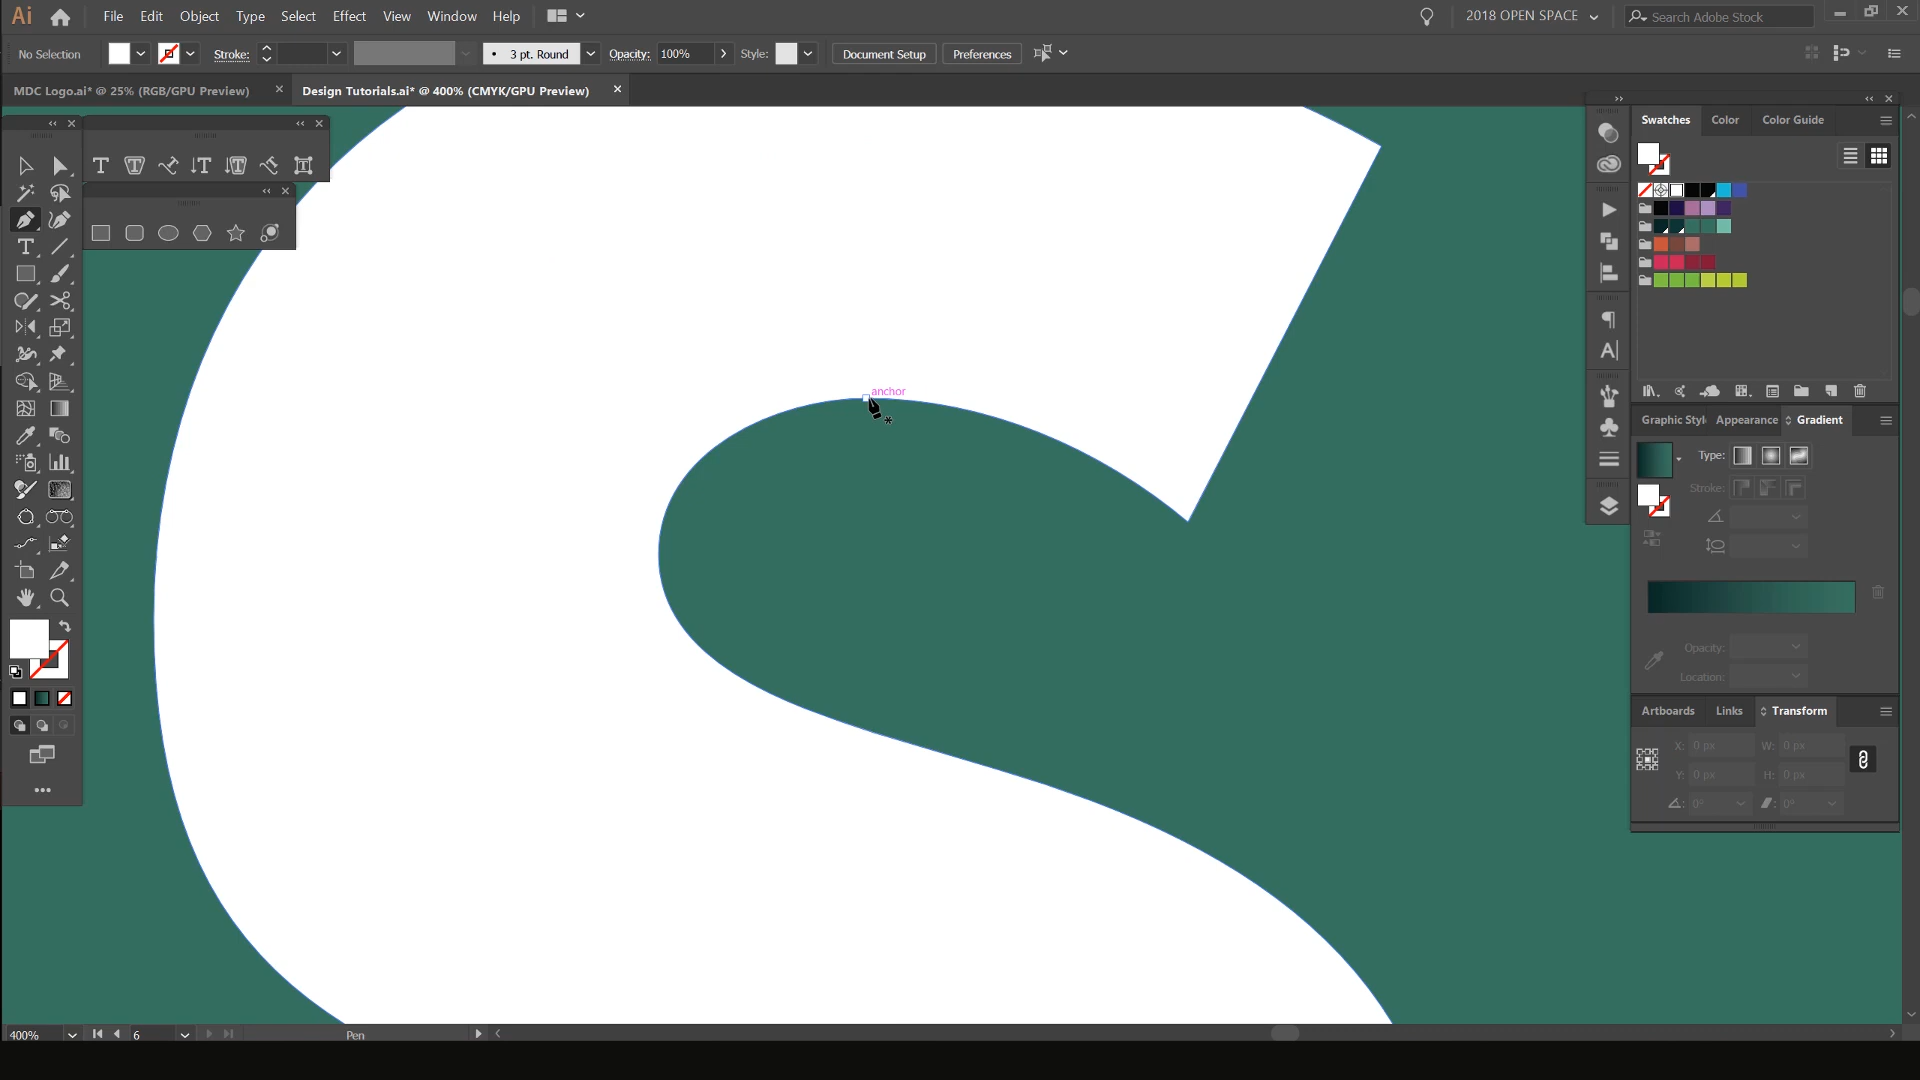 Ai File Edit Object Type Select Effect View Window Help 2018 OPEN SPACE Search Adobe Stock
No Selection Stroke: 3 pt. Round Opacity: 100% Style: Document Setup Preferences
MDC Logo.ai* @ 25% (RGB/GPU Preview) Design Tutorials.ai* @ 400% (CMYK/GPU Preview)
Swatches Color Color Guide
anchor
Graphic Styl Appearance Gradient
Type:
Stroke:
Opacity:
Location:
Artboards Links Transform
X: 0 px W: 0 px
Y: 0 px H: 0 px
0° 0°
400% 6 Pen